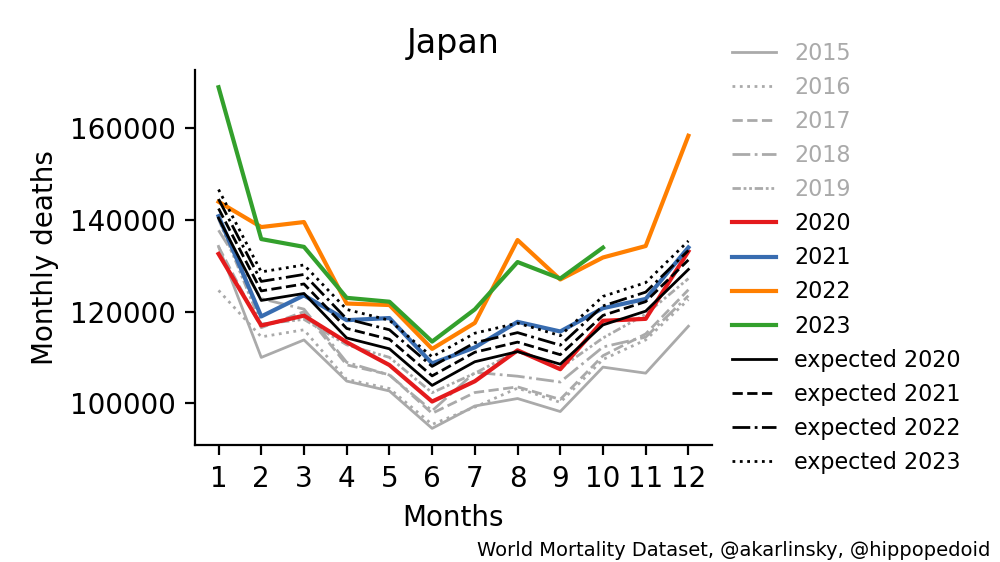 Japan
Monthly deaths
160000
140000
120000
100000
1 2 3 4 5 6 7 8 9 10 11 12
Months
2015
2016
2017
2018
2019
2020
2021
2022
2023
expected 2020
expected 2021
expected 2022
expected 2023
World Mortality Dataset, @akarlinsky, @hippopedoid